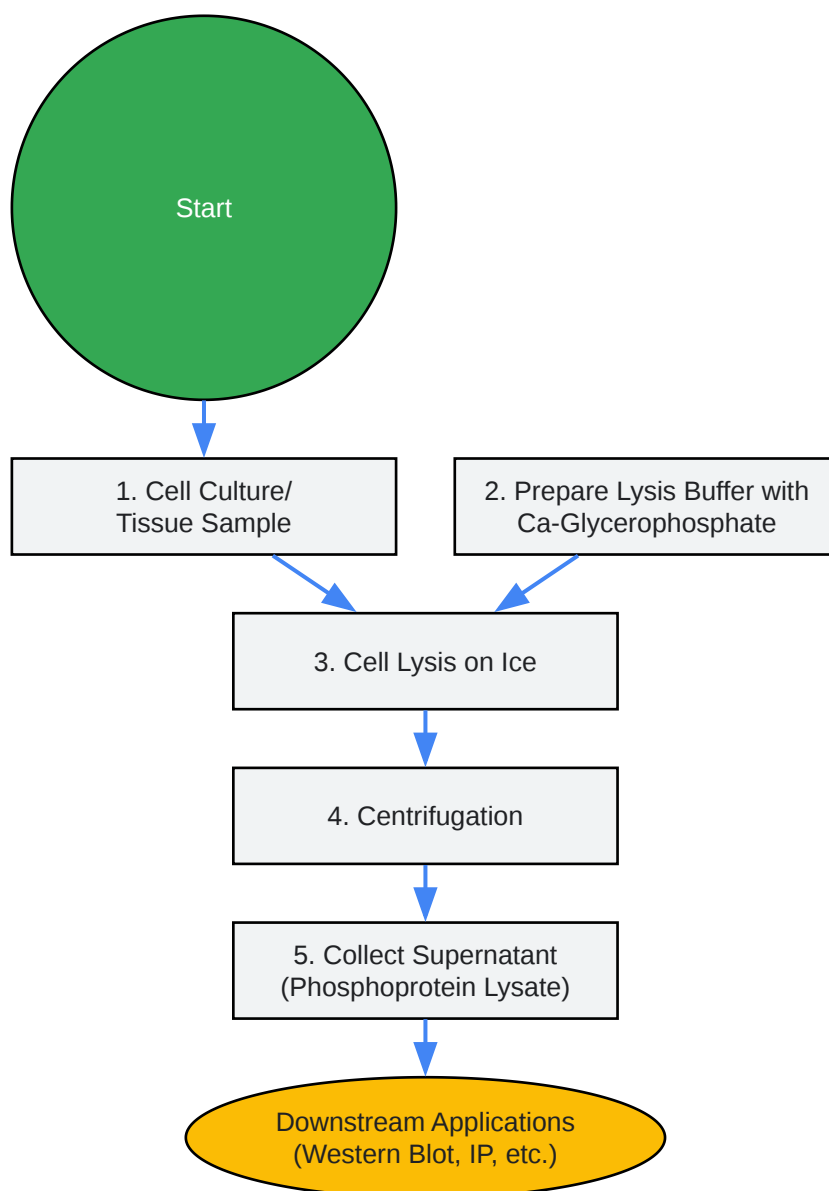 Start
1. Cell Culture/
Tissue Sample
2. Prepare Lysis Buffer with
Ca-Glycerophosphate
3. Cell Lysis on Ice
4. Centrifugation
5. Collect Supernatant
(Phosphoprotein Lysate)
Downstream Applications
(Western Blot, IP, etc.)